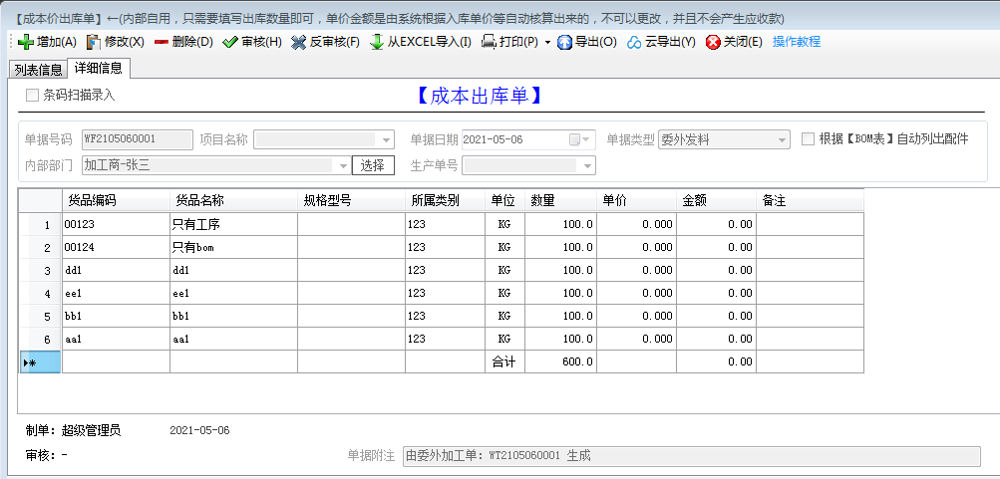 【成本价出库单】←(内部自用，只需要填写出库数量即可，单价金额是由系统根据入库单价等自动核算出来的，不可以更改，并且不会产生应收款)
增加(A) 修改(X) 删除(D) 审核(H) 反审核(F) 从EXCEL导入(I) 打印(P) 导出(O) 云导出(Y) 关闭(E) 操作教程
列表信息 详细信息
条码扫描录入
【成本出库单】
单据号码 WF2105060001 项目名称 单据日期 2021-05-06 单据类型 委外发料 根据【BOM表】自动列出配件
内部部门 加工商-张三 选择 生产单号
货品编码 货品名称 规格型号 所属类别 单位 数量 单价 金额 备注
1 00123 只有工序 123 KG 100.0 0.000 0.00
2 00124 只有bom 123 KG 100.0 0.000 0.00
3 dd1 dd1 123 KG 100.0 0.000 0.00
4 ee1 ee1 123 KG 100.0 0.000 0.00
5 bb1 bb1 123 KG 100.0 0.000 0.00
6 aa1 aa1 123 KG 100.0 0.000 0.00
合计 600.0 0.00
制单: 超级管理员 2021-05-06
审核: - 单据附注 由委外加工单: WT2105060001 生成